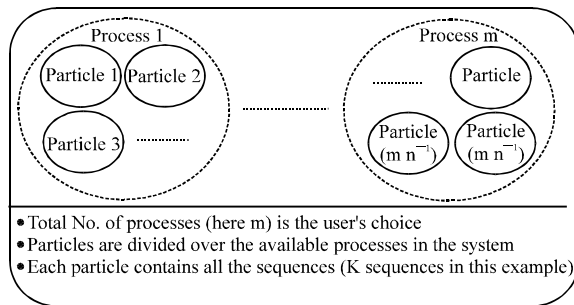 Process 1
Process m
Particle 1
Particle 2
Particle
Particle 3
Particle
(m n⁻¹)
Particle
(m n⁻¹)
•Total No. of processes (here m) is the user's choice
•Particles are divided over the available processes in the system
•Each particle contains all the sequences (K sequences in this example)